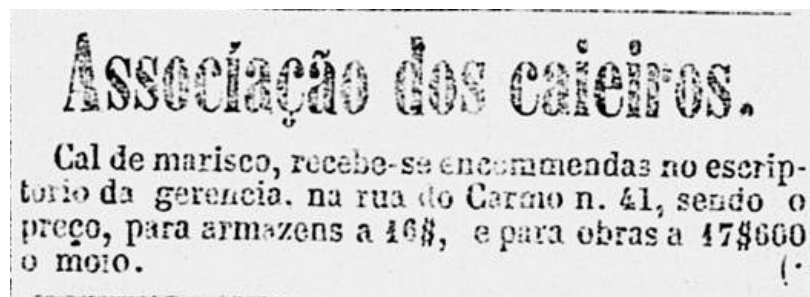 Associação dos caieiros.
Cal de marisco, recebe-se encommendas no escrip-
torio da gerencia, na rua do Carmo n. 41, sendo o
preço, para armazens a 16$, e para obras a 17$600
o moio. (·